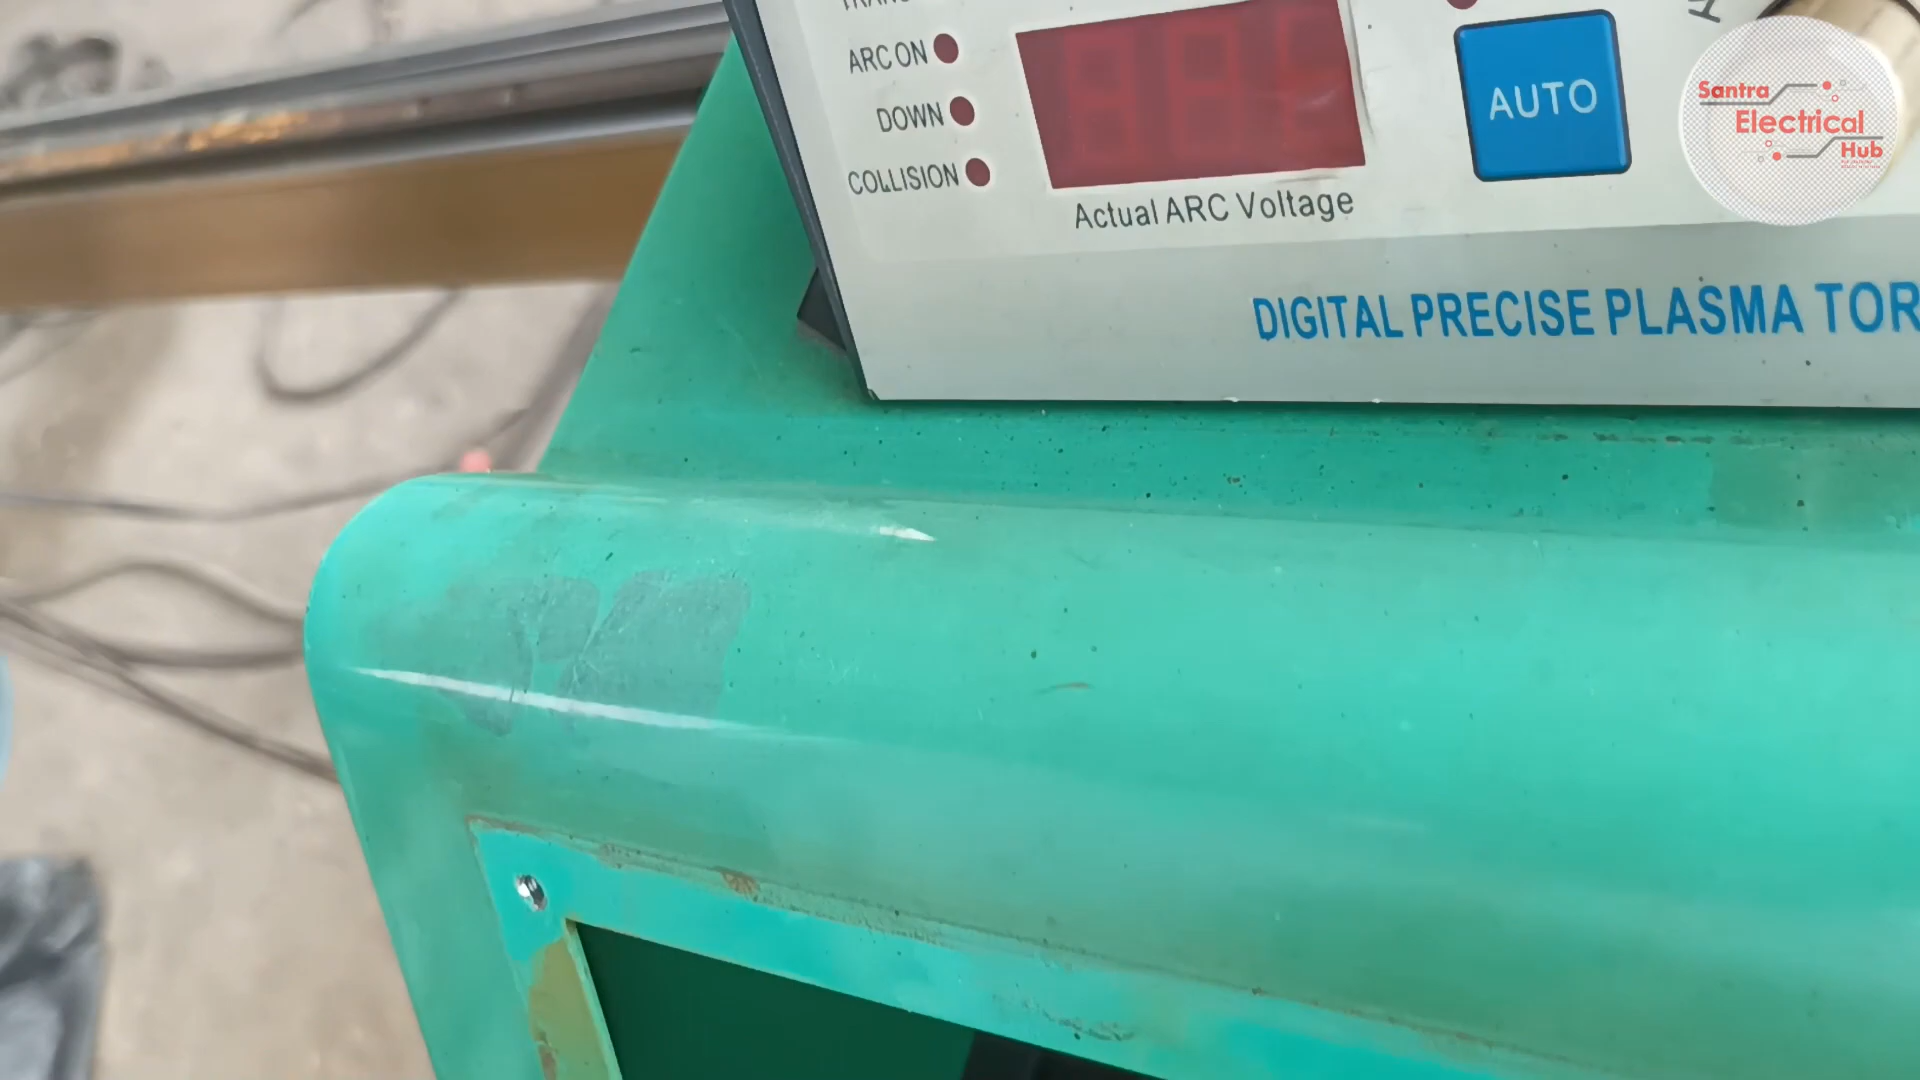 ARC ON
DOWN
COLLISION
Actual ARC Voltage
AUTO
DIGITAL PRECISE PLASMA TOR
Santra
Electrical
Hub